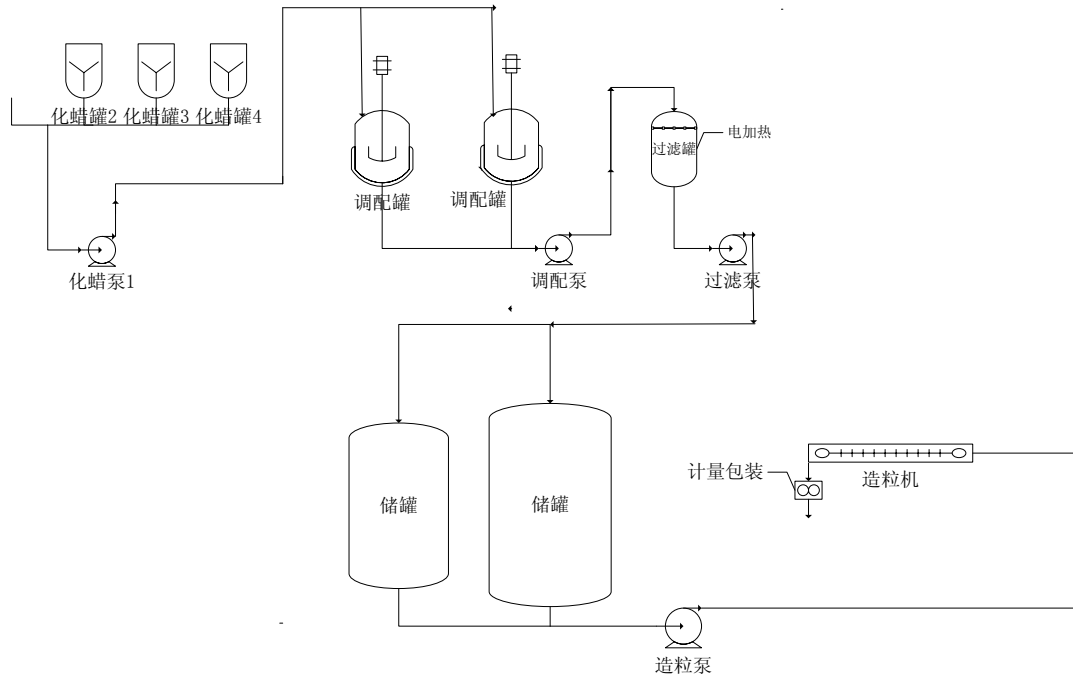 化蜡罐2
化蜡罐3
化蜡罐4
电加热
过滤罐
调配罐
调配罐
化蜡泵1
调配泵
过滤泵
计量包装
造粒机
储罐
储罐
造粒泵